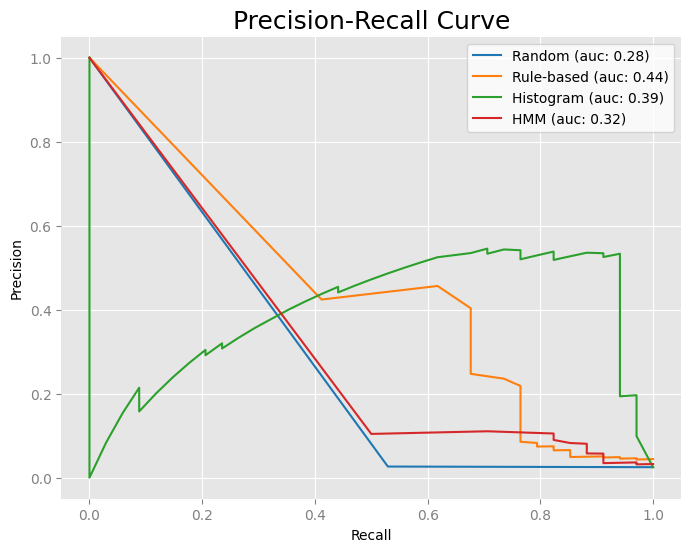 Precision-Recall Curve
Random (auc: 0.28)
Rule-based (auc: 0.44)
Histogram (auc: 0.39)
HMM (auc: 0.32)
Precision
1.0
0.8
0.6
0.4
0.2
0.0
0.0 0.2 0.4 0.6 0.8 1.0
Recall